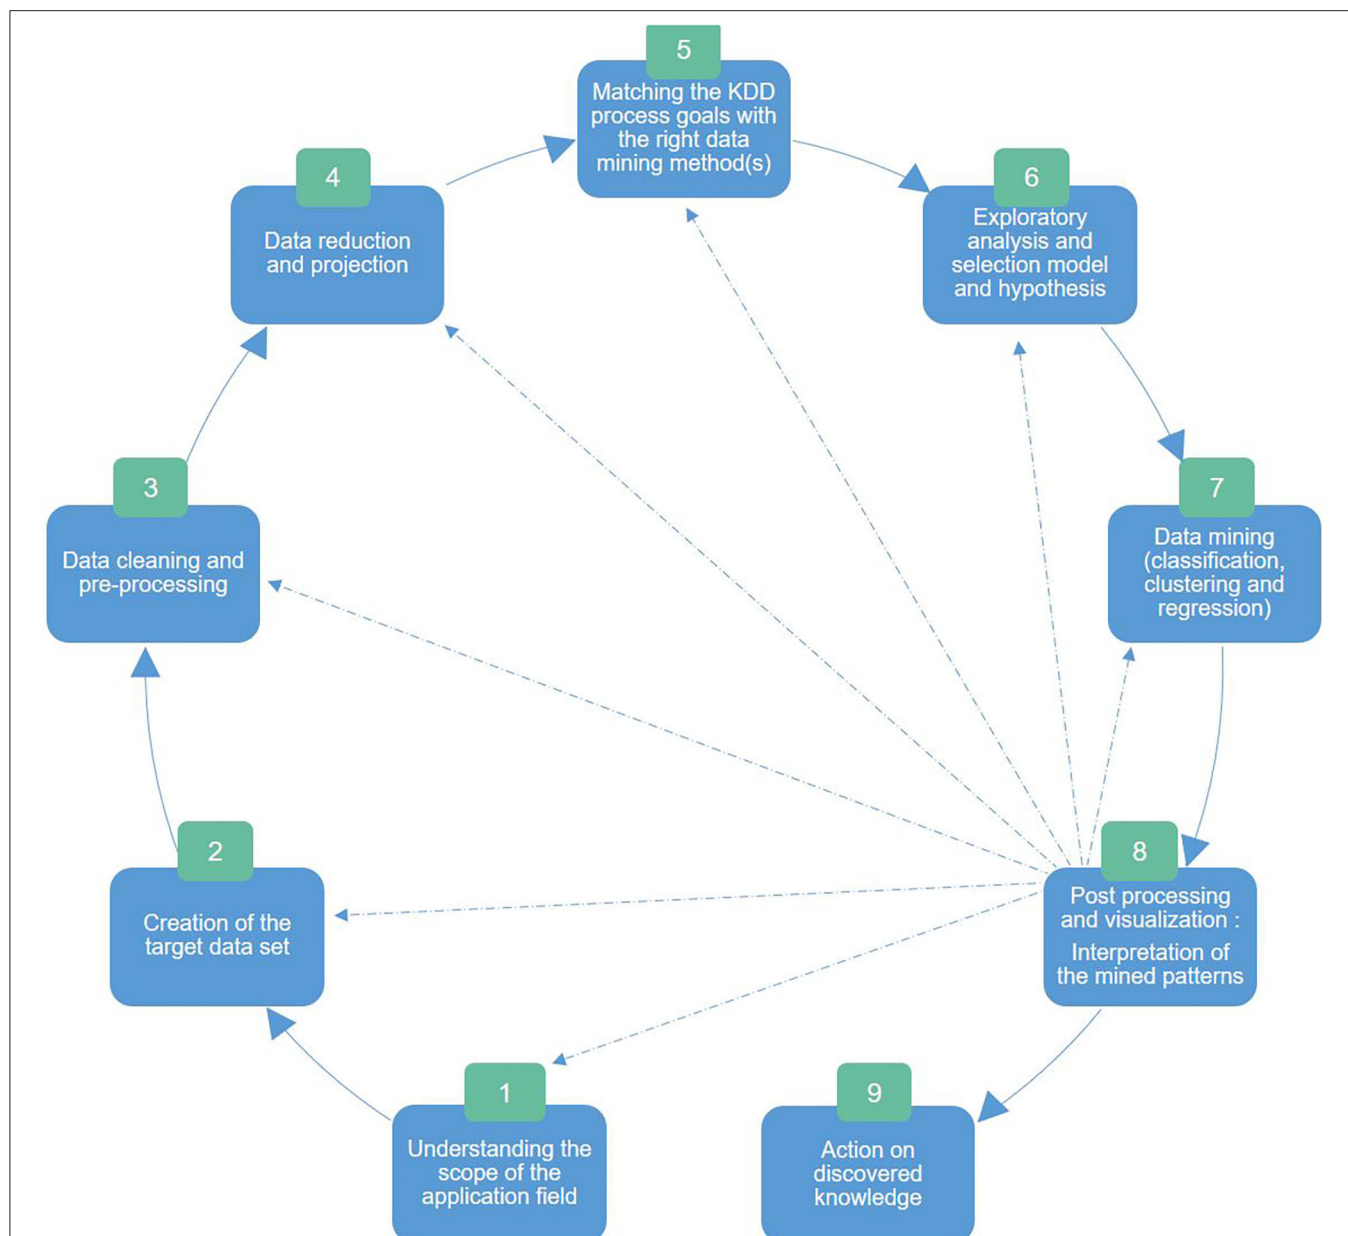 5
Matching the KDD
process goals with
the right data
mining method(s)
4
Data reduction
and projection
6
Exploratory
analysis and
selection model
and hypothesis
3
Data cleaning and
pre-processing
7
Data mining
(classification,
clustering and
regression)
2
Creation of the
target data set
8
Post processing
and visualization :
Interpretation of
the mined patterns
1
Understanding the
scope of the
application field
9
Action on
discovered
knowledge